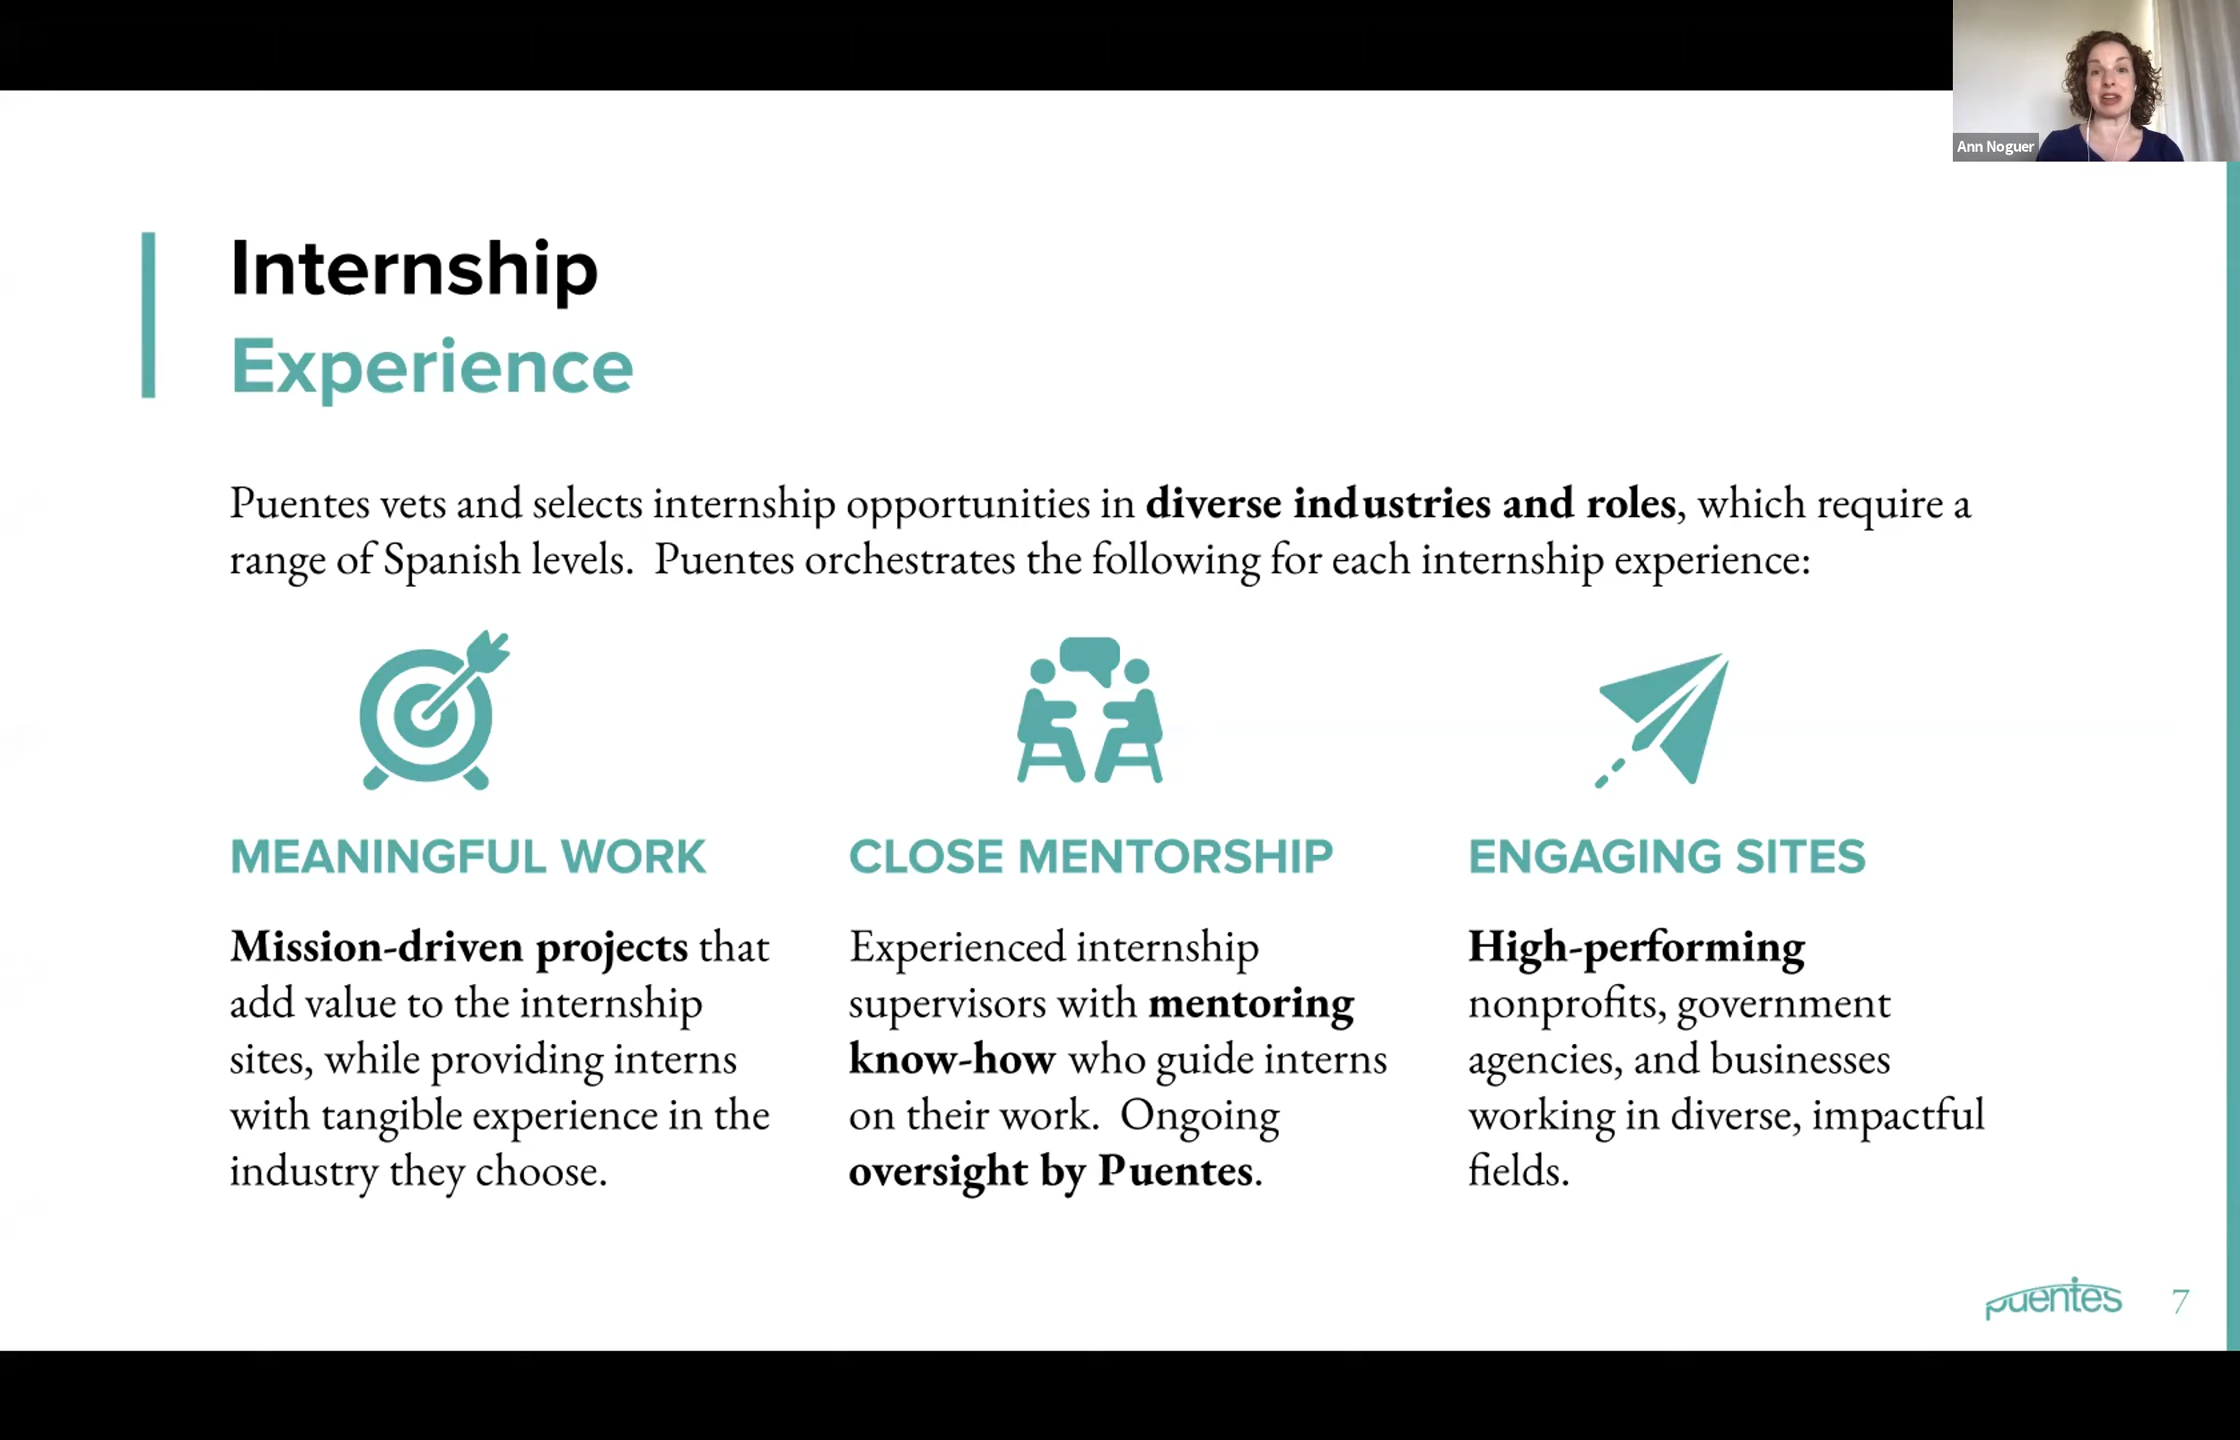 Ann Noguer
Internship
Experience
Puentes vets and selects internship opportunities in diverse industries and roles, which require a
range of Spanish levels.  Puentes orchestrates the following for each internship experience:
MEANINGFUL WORK
Mission-driven projects that
add value to the internship
sites, while providing interns
with tangible experience in the
industry they choose.
CLOSE MENTORSHIP
Experienced internship
supervisors with mentoring
know-how who guide interns
on their work.  Ongoing
oversight by Puentes.
ENGAGING SITES
High-performing
nonprofits, government
agencies, and businesses
working in diverse, impactful
fields.
puentes
7